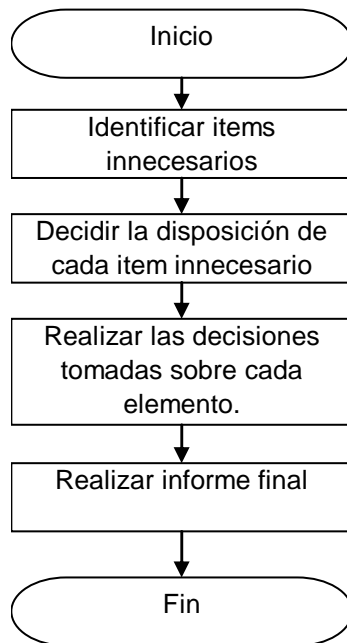 Inicio
Identificar items
innecesarios
Decidir la disposición de
cada item innecesario
Realizar las decisiones
tomadas sobre cada
elemento.
Realizar informe final
Fin